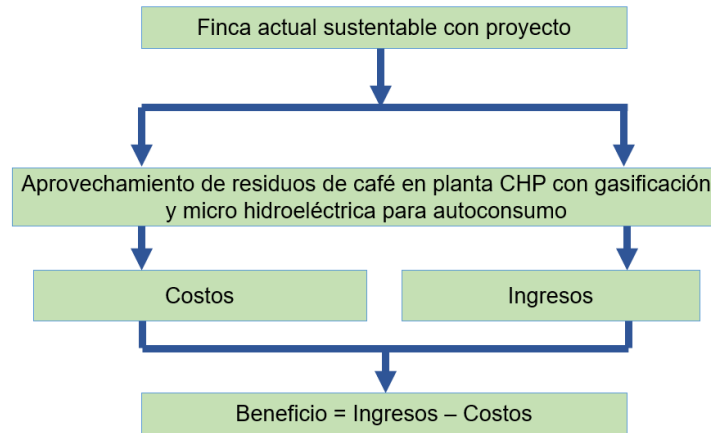 Finca actual sustentable con proyecto
Aprovechamiento de residuos de café en planta CHP con gasificación
y micro hidroeléctrica para autoconsumo
Costos
Ingresos
Beneficio = Ingresos – Costos